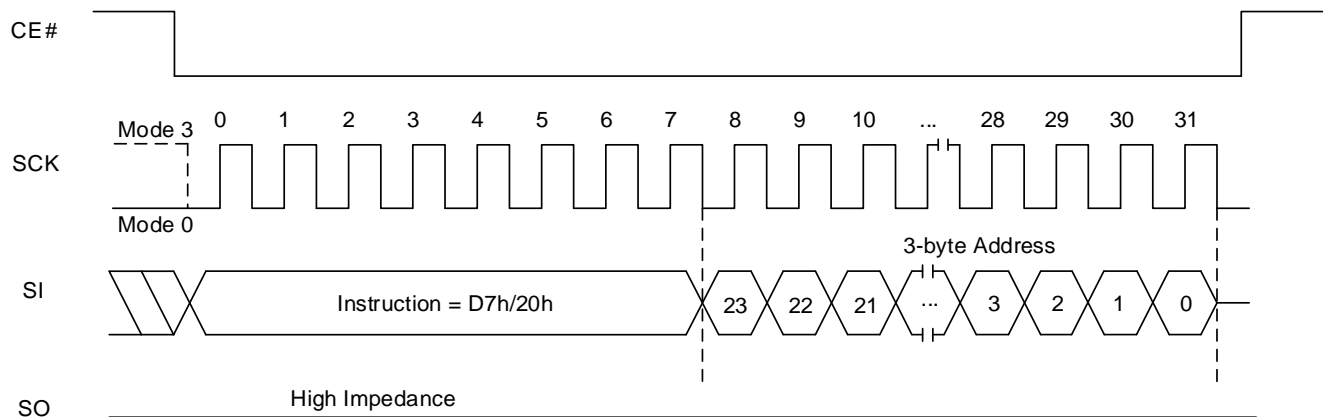 CE#
0 1 2 3 4 5 6 7 8 9 10 ... 28 29 30 31
Mode 3
SCK
Mode 0
3-byte Address
SI
Instruction = D7h/20h 23 22 21 ... 3 2 1 0
High Impedance
SO